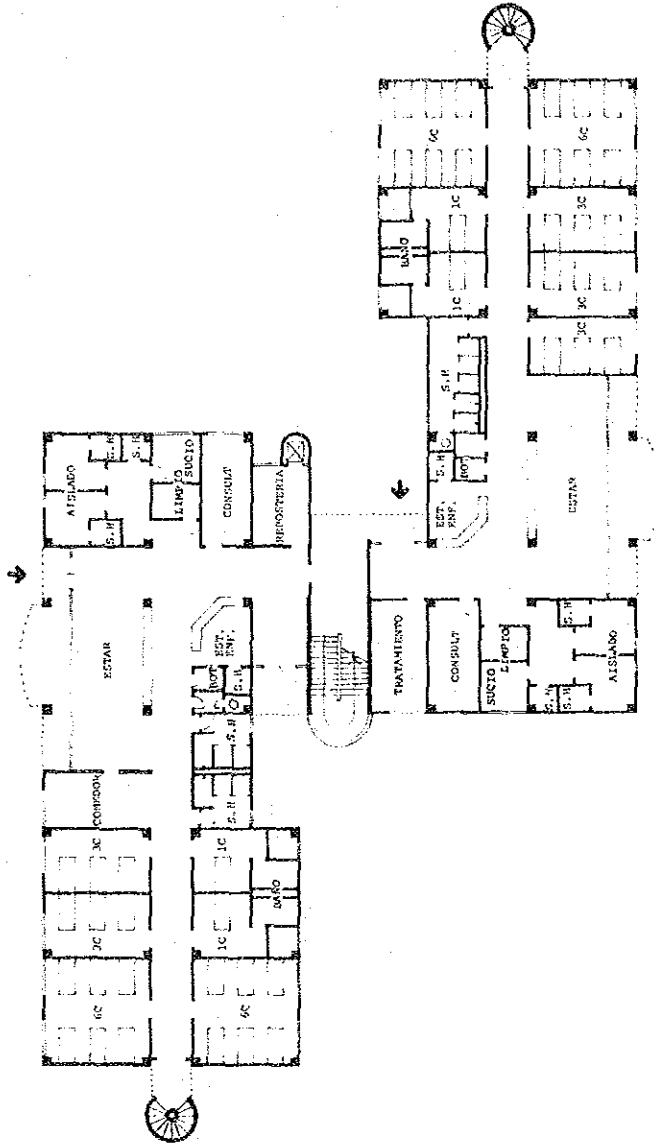 6C
6C
1C
3C
BAÑO
1C
3C
3C
S.H
S.H
BOT
EST.
ENF.
ESTAR
TRATAMIENTO
CONSULT
SUCIO
LIMPIO
S.H
S.H
S.H
AISLADO
AISLADO
S.H
S.H
S.H
LIMPIO
SUCIO
CONSULT
REPOSTERIA
ESTAR
EST.
ENF.
BOT
S.H
S.H
S.H
COMEDOR
3C
1C
BAÑO
3C
1C
6C
6C